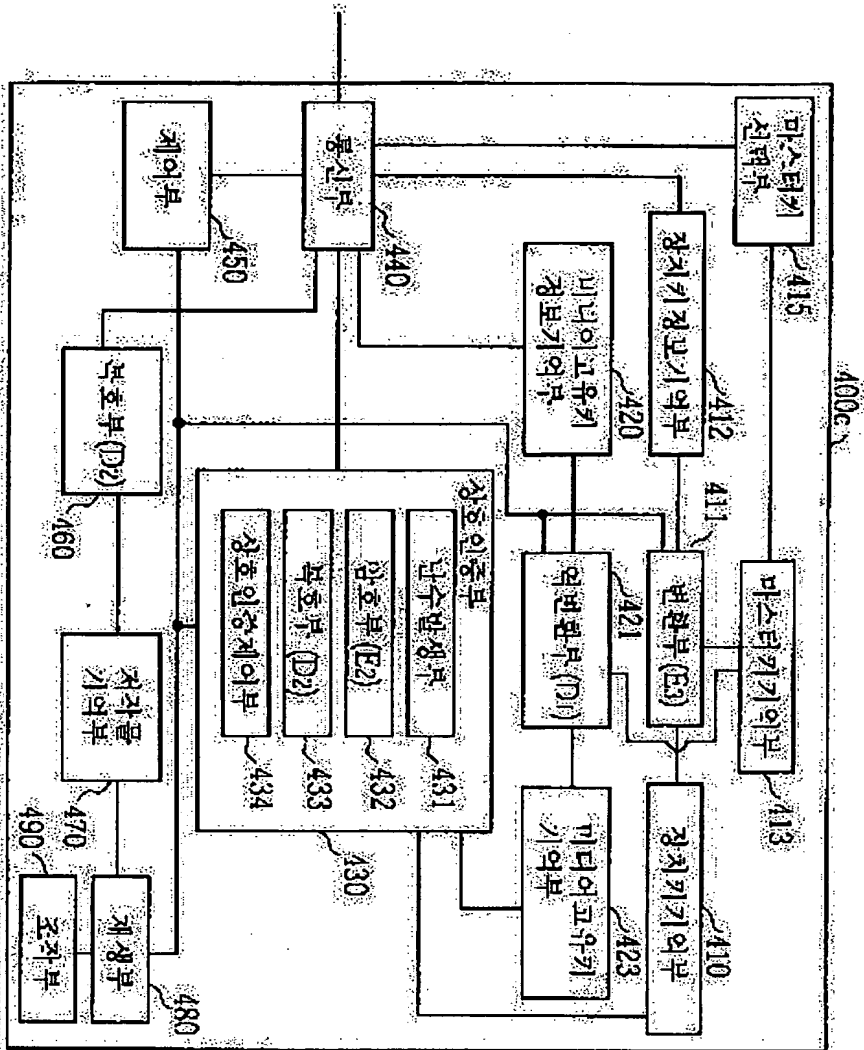 400c
마스터키
선택부
415
마스터키기억부
413
장치키정보기억부
412
변환부(E3)
411
장치키기억부
410
미디어고유키
정보기억부
420
역변환부(D1)
421
미디어고유키
기억부
423
통신부
440
상호인증부
난수발생부
431
암호부(E2)
432
복호부(D2)
433
상호인증제어부
434
430
제어부
450
복호부(D2)
460
저작물
기억부
470
재생부
480
조작부
490